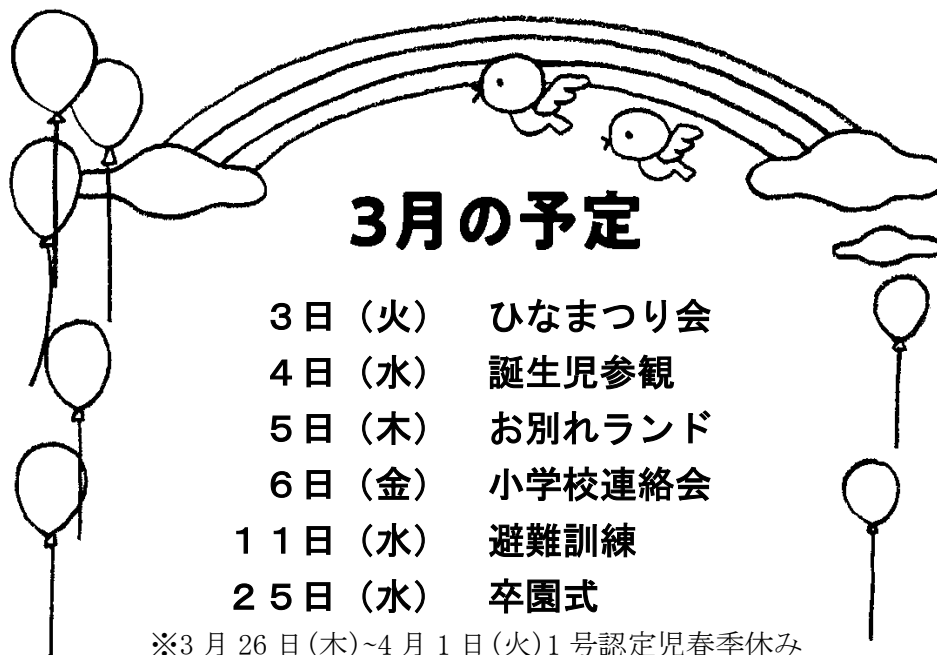 3月の予定
３日（火）　ひなまつり会
４日（水）　誕生児参観
５日（木）　お別れランド
６日（金）　小学校連絡会
１１日（水）　避難訓練
２５日（水）　卒園式
※3月26日(木)~4月1日(火)1号認定児春季休み